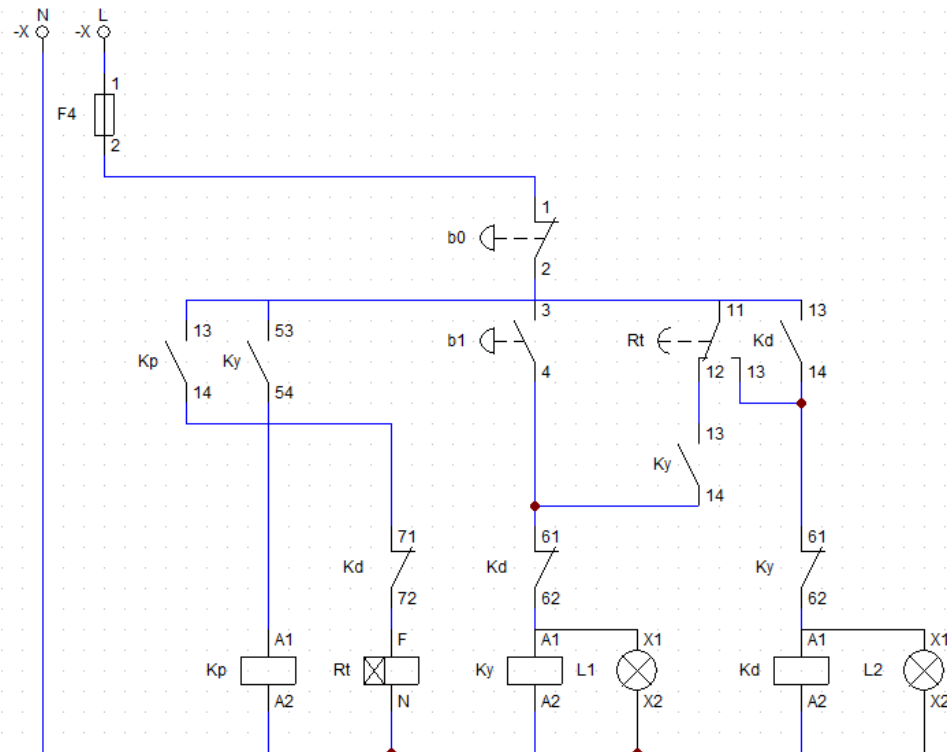 N L
-X -X
1
F4
2
1
b0
2
13 53 3 11 13
Kp Ky b1 Rt Kd
14 54 4 12 13 14
13
Ky
14
71 61 61
Kd Kd Ky
72 62 62
A1 F A1 X1 A1 X1
Kp Rt Ky L1 Kd L2
A2 N A2 X2 A2 X2